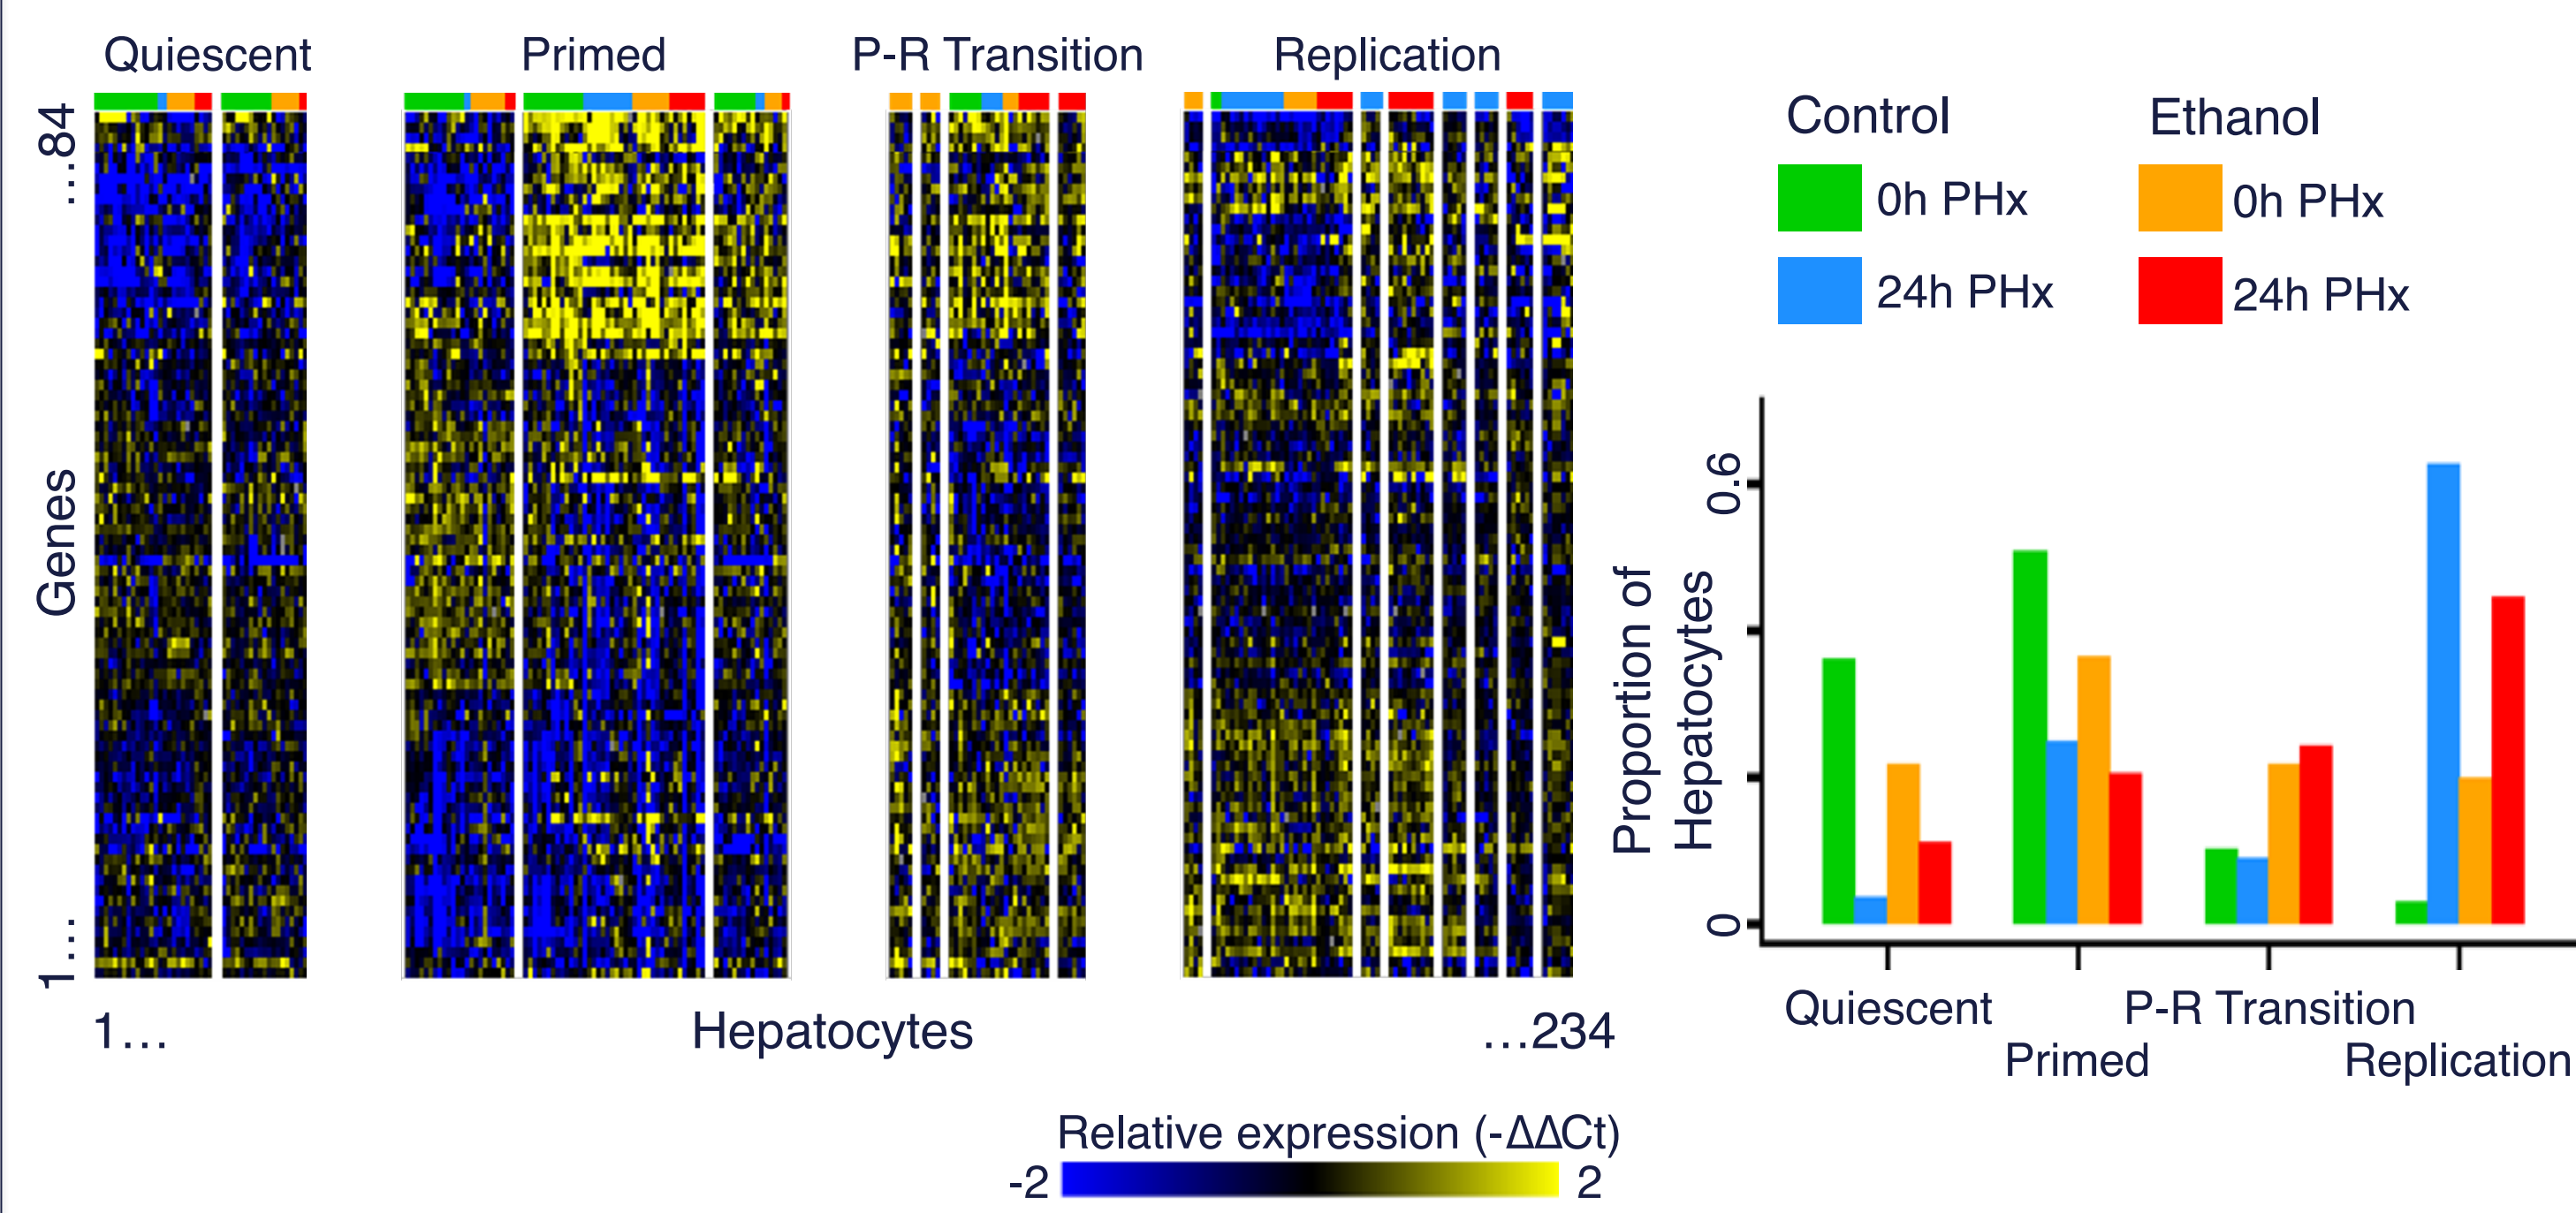 Quiescent
Primed
P-R Transition
Replication
…84
Genes
1…
1…
Hepatocytes
…234
Relative expression (-ΔΔCt)
-2
2
Control
Ethanol
0h PHx
0h PHx
24h PHx
24h PHx
Proportion of
Hepatocytes
0.6
0
Quiescent
P-R Transition
Primed
Replication